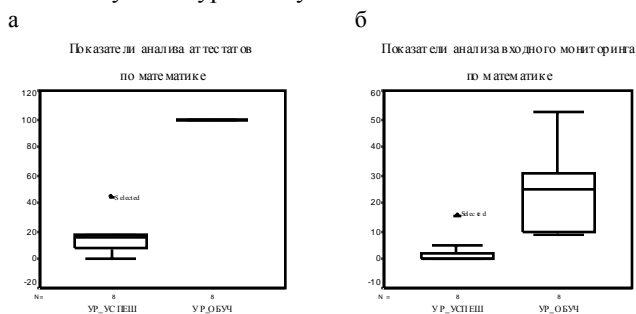 а б
Показатели анализа аттестатов
по математике
Показатели анализа входного мониторинга
по математике
120
100
80
60
40
20
0
-20
Selected
N = 8 8
УР_УСПЕШ УР_ОБУЧ
60
50
40
30
20
10
0
-10
Selected
N = 8 8
УР_УСПЕШ УР_ОБУЧ